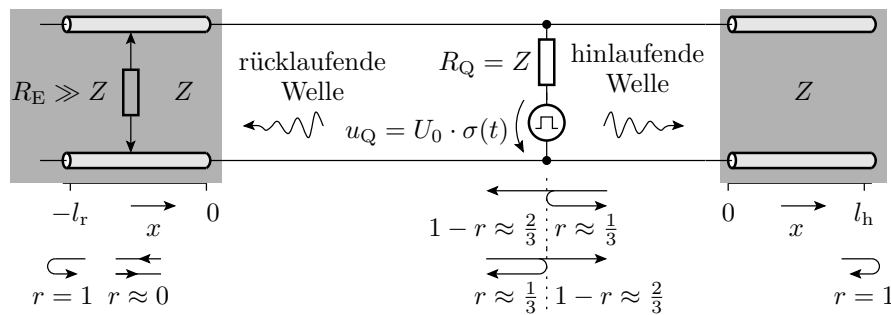 rücklaufende
Welle
R_Q = Z
hinlaufende
Welle
R_E ≫ Z
Z
Z
u_Q = U_0 · σ(t)
−l_r
x
0
0
x
l_h
1 − r ≈ 2/3
r ≈ 1/3
r = 1
r ≈ 0
r ≈ 1/3
1 − r ≈ 2/3
r = 1